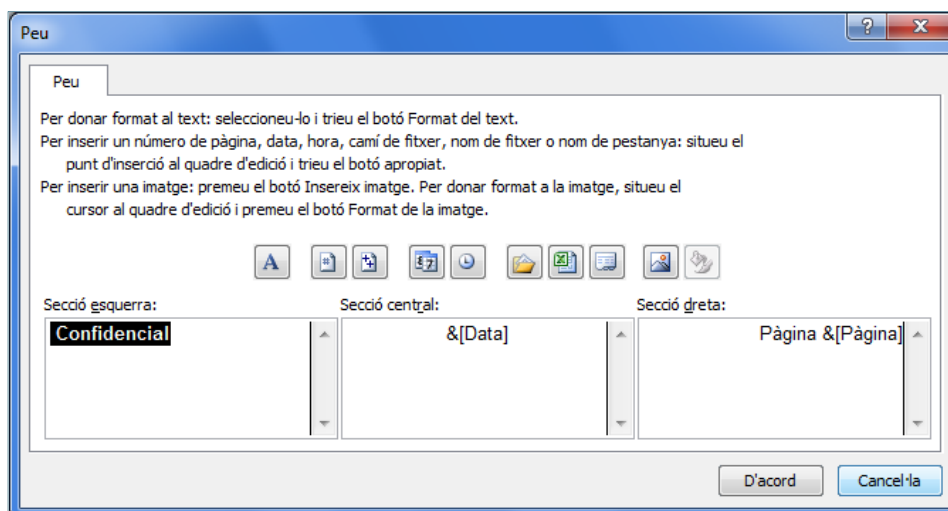 Peu
Peu
Per donar format al text: seleccioneu-lo i trieu el botó Format del text.
Per inserir un número de pàgina, data, hora, camí de fitxer, nom de fitxer o nom de pestanya: situeu el
punt d'inserció al quadre d'edició i trieu el botó apropiat.
Per inserir una imatge: premeu el botó Insereix imatge. Per donar format a la imatge, situeu el
cursor al quadre d'edició i premeu el botó Format de la imatge.
Secció esquerra: Secció central: Secció dreta:
Confidencial &[Data] Pàgina &[Pàgina]
D'acord Cancel·la